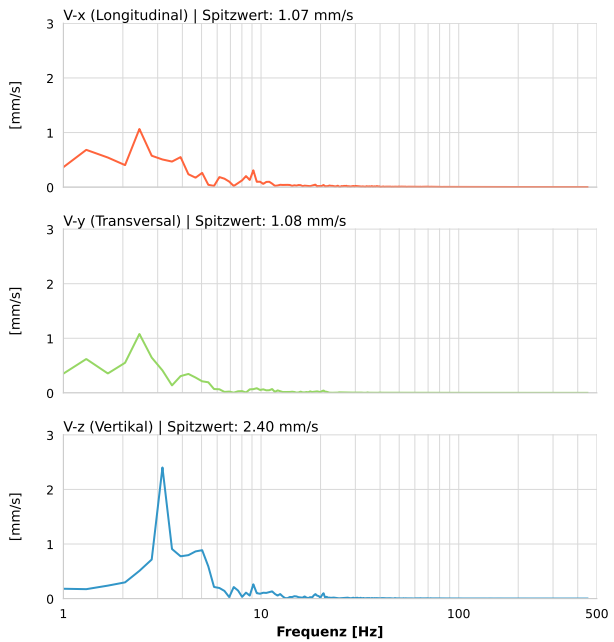 V-x (Longitudinal) | Spitzwert: 1.07 mm/s
3
2
1
0
[mm/s]
V-y (Transversal) | Spitzwert: 1.08 mm/s
3
2
1
0
[mm/s]
V-z (Vertikal) | Spitzwert: 2.40 mm/s
3
2
1
0
[mm/s]
1 10 100 500
Frequenz [Hz]